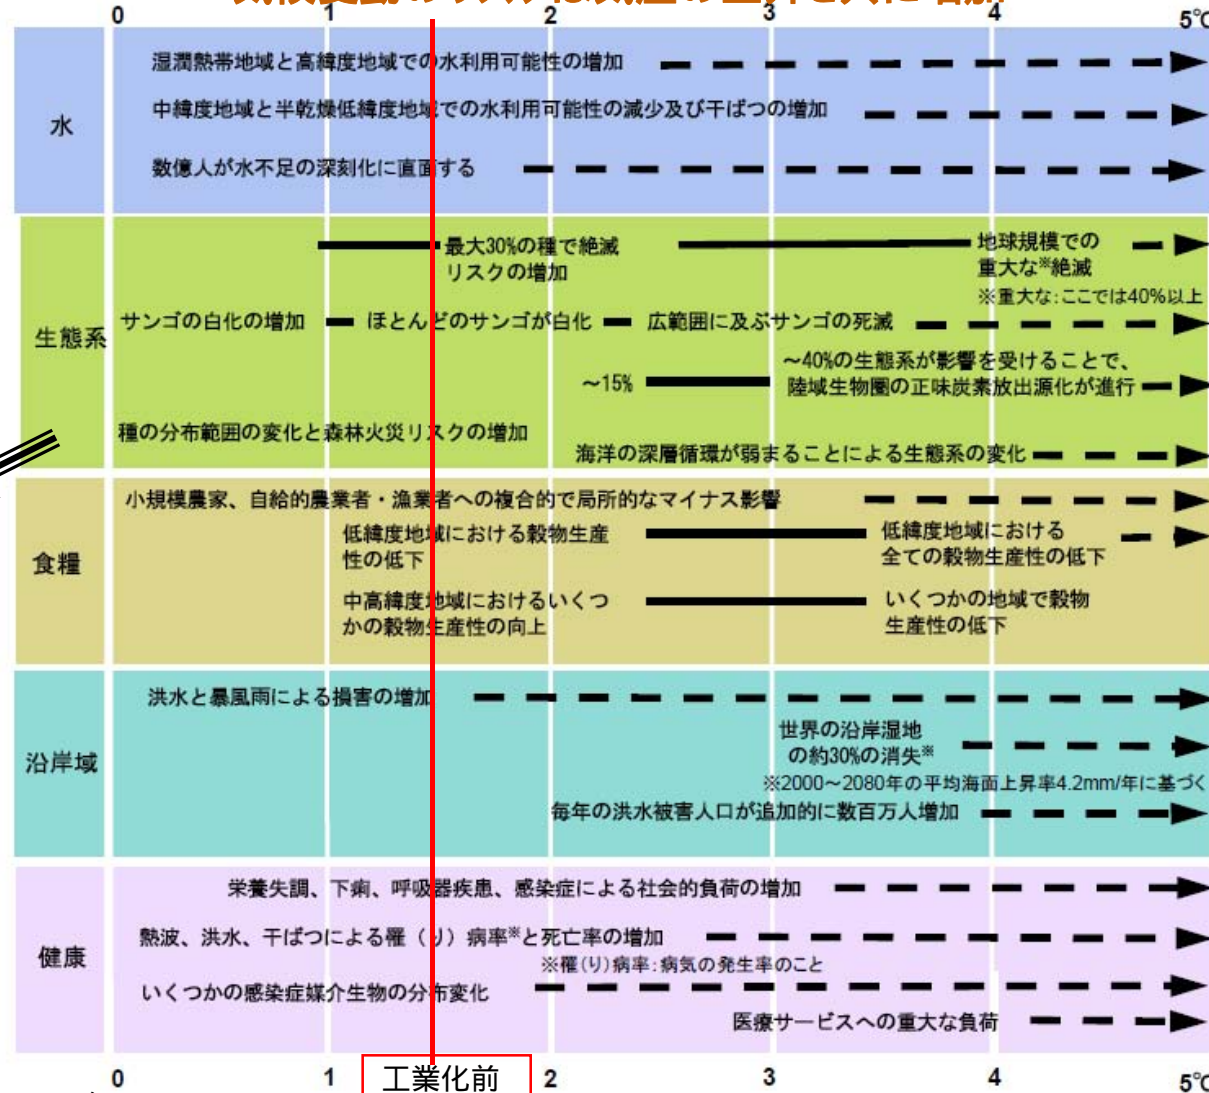 0 1 2 3 4 5℃
水
湿潤熱帯地域と高緯度地域での水利用可能性の増加
中緯度地域と半乾燥低緯度地域での水利用可能性の減少及び干ばつの増加
数億人が水不足の深刻化に直面する
生態系
最大30%の種で絶滅
リスクの増加
地球規模での
重大な※絶滅
※重大な:ここでは40%以上
サンゴの白化の増加 ほとんどのサンゴが白化 広範囲に及ぶサンゴの死滅
~15%
~40%の生態系が影響を受けることで、
陸域生物圏の正味炭素放出源化が進行
種の分布範囲の変化と森林火災リスクの増加
海洋の深層循環が弱まることによる生態系の変化
食糧
小規模農家、自給的農業者・漁業者への複合的で局所的なマイナス影響
低緯度地域における穀物生産
性の低下
低緯度地域における
全ての穀物生産性の低下
中高緯度地域におけるいくつ
かの穀物生産性の向上
いくつかの地域で穀物
生産性の低下
沿岸域
洪水と暴風雨による損害の増加
世界の沿岸湿地
の約30%の消失※
※2000~2080年の平均海面上昇率4.2mm/年に基づく
毎年の洪水被害人口が追加的に数百万人増加
健康
栄養失調、下痢、呼吸器疾患、感染症による社会的負荷の増加
熱波、洪水、干ばつによる罹(り)病率※と死亡率の増加
※罹(り)病率:病気の発生率のこと
いくつかの感染症媒介生物の分布変化
医療サービスへの重大な負荷
0 1 2 3 4 5℃
工業化前